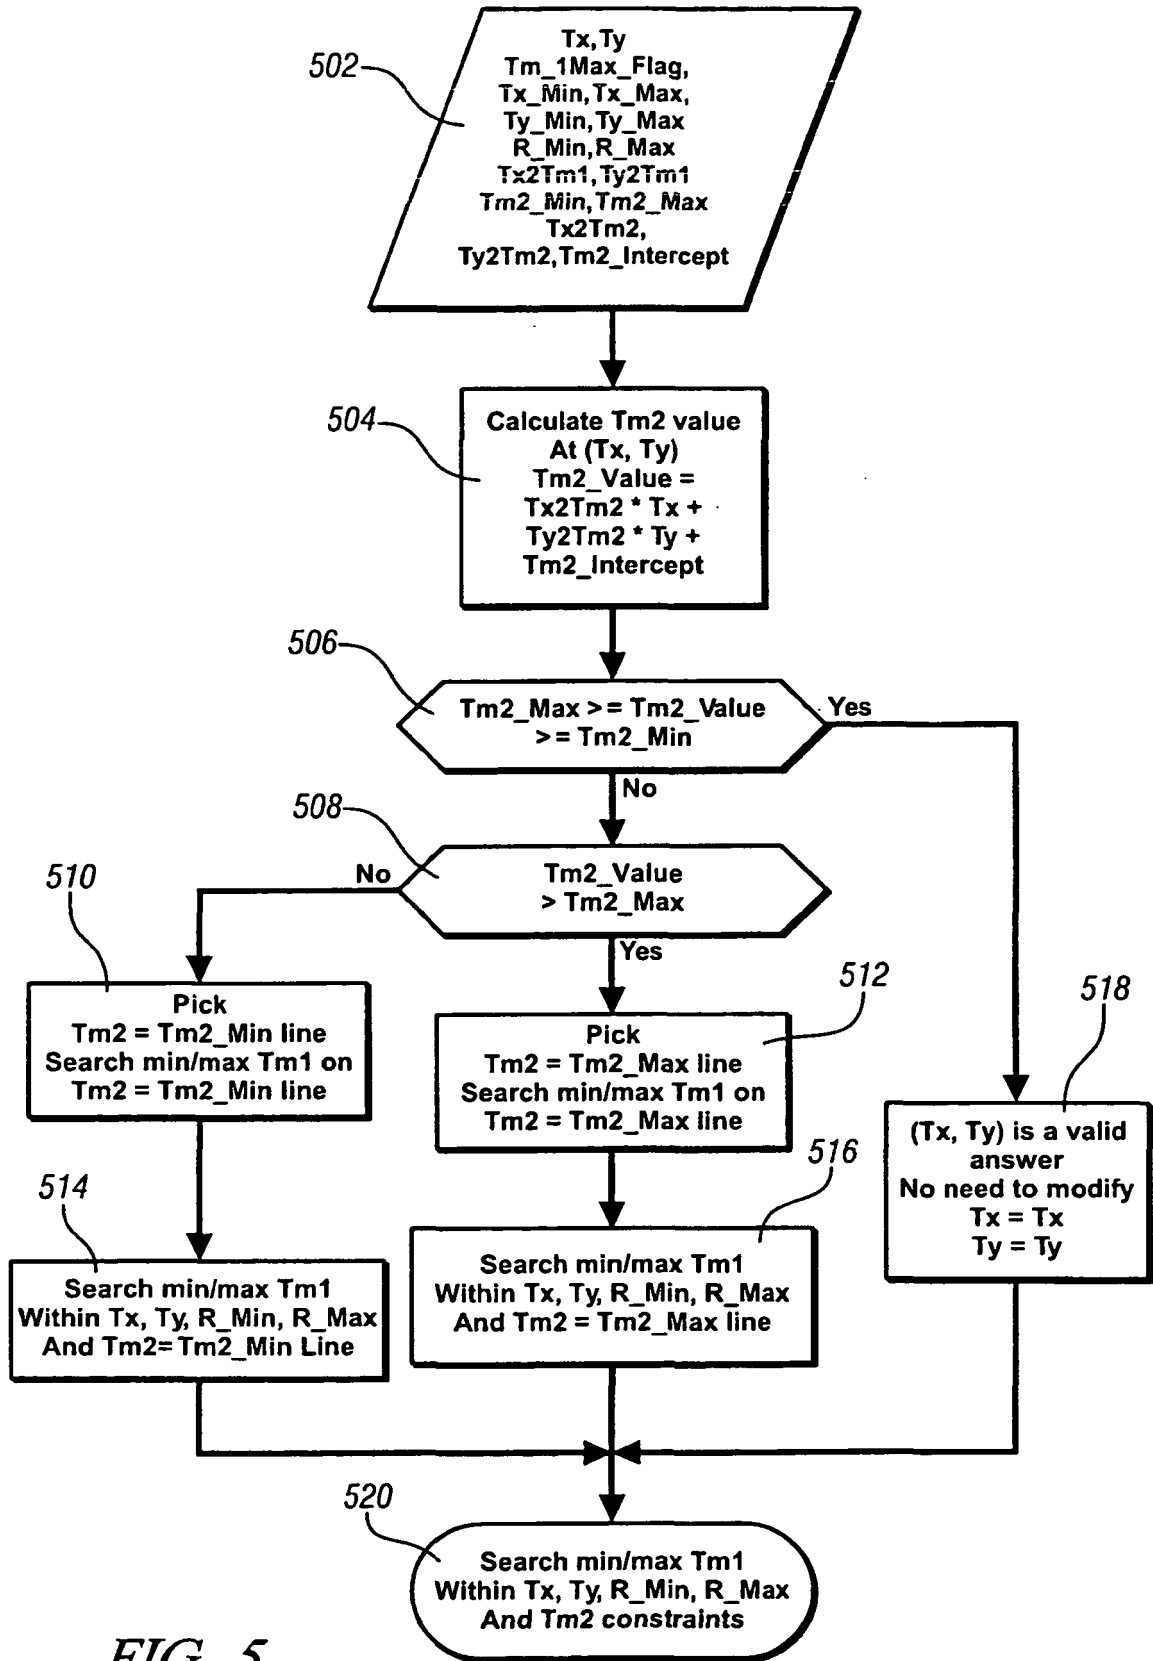 502
Tx,Ty
Tm_1Max_Flag,
Tx_Min,Tx_Max,
Ty_Min,Ty_Max
R_Min,R_Max
Tx2Tm1,Ty2Tm1
Tm2_Min,Tm2_Max
Tx2Tm2,
Ty2Tm2,Tm2_Intercept
504
Calculate Tm2 value
At (Tx, Ty)
Tm2_Value =
Tx2Tm2 * Tx +
Ty2Tm2 * Ty +
Tm2_Intercept
506
Tm2_Max >= Tm2_Value
>= Tm2_Min
Yes
No
508
Tm2_Value
> Tm2_Max
No
Yes
510
Pick
Tm2 = Tm2_Min line
Search min/max Tm1 on
Tm2 = Tm2_Min line
512
Pick
Tm2 = Tm2_Max line
Search min/max Tm1 on
Tm2 = Tm2_Max line
518
(Tx, Ty) is a valid
answer
No need to modify
Tx = Tx
Ty = Ty
514
Search min/max Tm1
Within Tx, Ty, R_Min, R_Max
And Tm2= Tm2_Min Line
516
Search min/max Tm1
Within Tx, Ty, R_Min, R_Max
And Tm2 = Tm2_Max line
520
Search min/max Tm1
Within Tx, Ty, R_Min, R_Max
And Tm2 constraints
FIG. 5